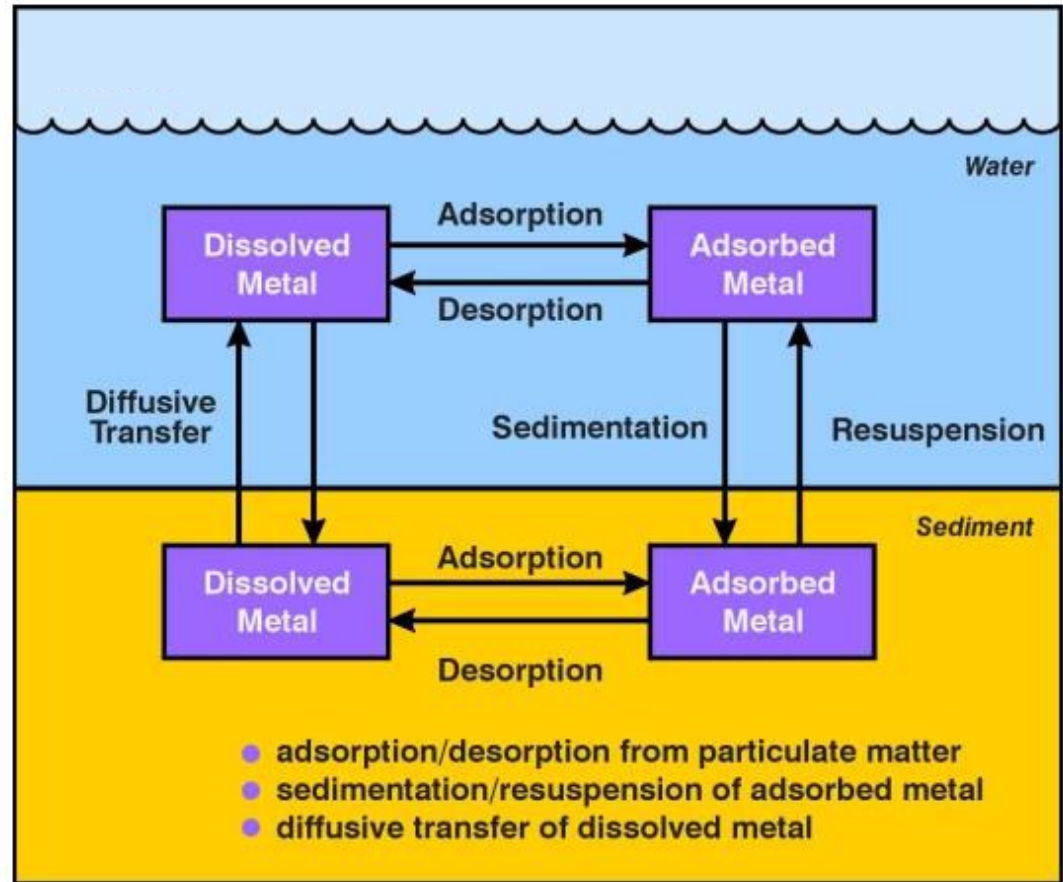 Water
Adsorption
Dissolved
Metal
Adsorbed
Metal
Desorption
Diffusive
Transfer
Sedimentation
Resuspension
Sediment
Adsorption
Dissolved
Metal
Adsorbed
Metal
Desorption
adsorption/desorption from particulate matter
sedimentation/resuspension of adsorbed metal
diffusive transfer of dissolved metal